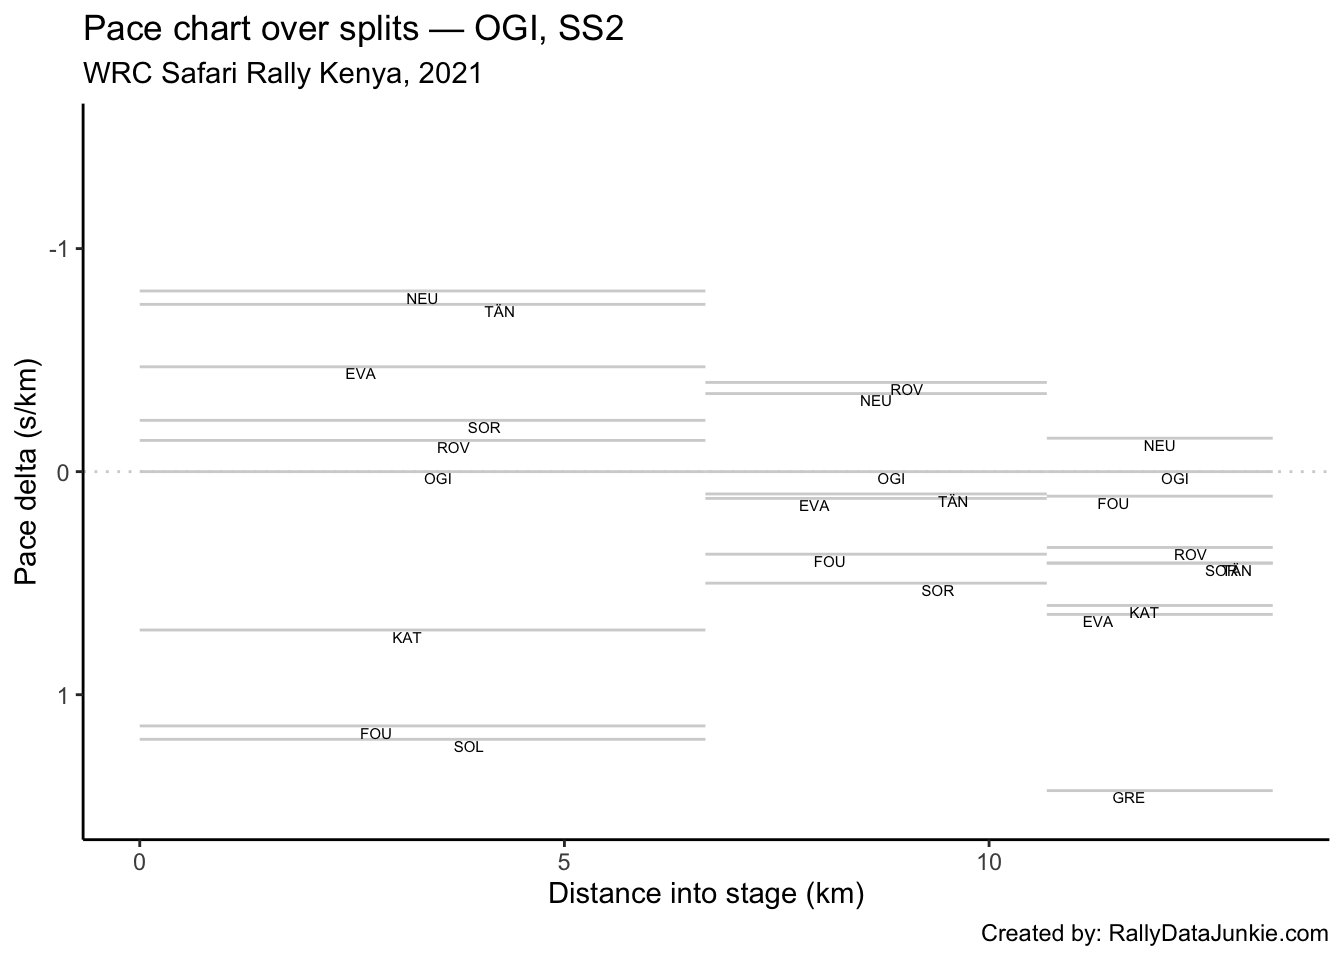 Pace chart over splits — OGI, SS2
WRC Safari Rally Kenya, 2021
Pace delta (s/km)
-1
0
1
NEU
TÄN
EVA
SOR
ROV
OGI
KAT
FOU
SOL
ROV
NEU
OGI
TÄN
EVA
FOU
SOR
NEU
OGI
FOU
ROV
SOR
TÄN
KAT
EVA
GRE
0 5 10
Distance into stage (km)
Created by: RallyDataJunkie.com